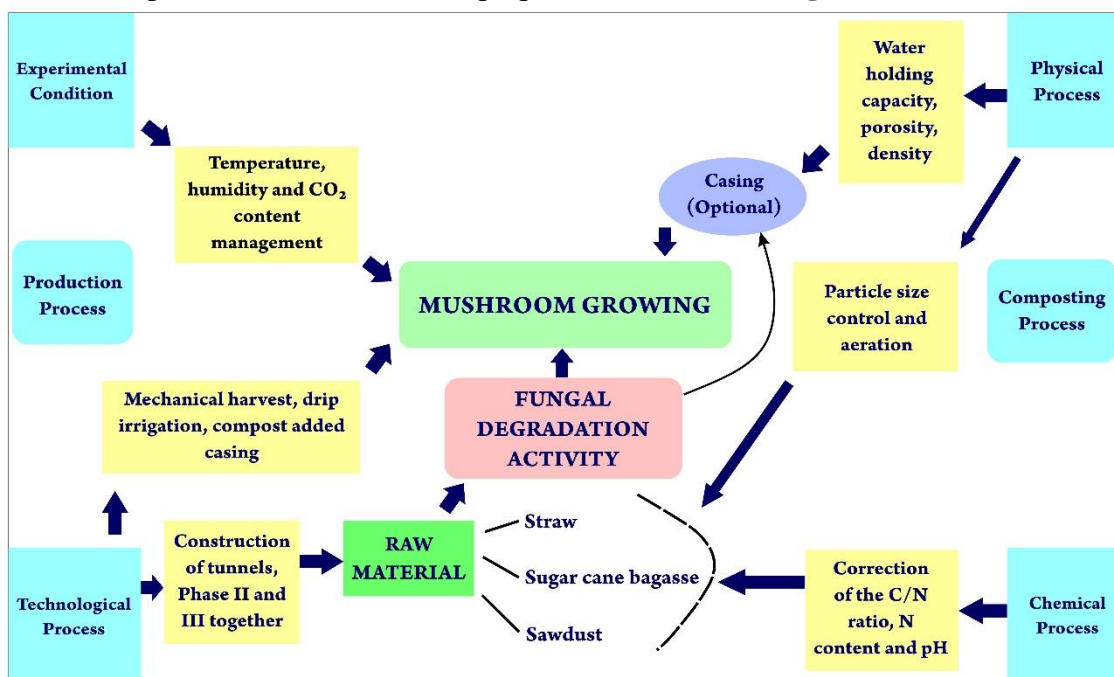 Experimental
Condition
Water
holding
capacity,
porosity,
density
Physical
Process
Temperature,
humidity and CO₂
content
management
Casing
(Optional)
Production
Process
MUSHROOM GROWING
Particle size
control and
aeration
Composting
Process
Mechanical harvest, drip
irrigation, compost added
casing
FUNGAL
DEGRADATION
ACTIVITY
Technological
Process
Construction
of tunnels,
Phase II and
III together
RAW
MATERIAL
Straw
Sugar cane bagasse
Sawdust
Correction
of the C/N
ratio, N
content and pH
Chemical
Process